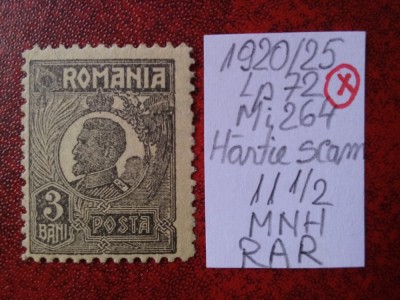 ROMANIA
3
BANI
POSTA
1920/25
Lp 72 X
Mi, 264
Hârtie scam
11 1/2
MNH
RAR